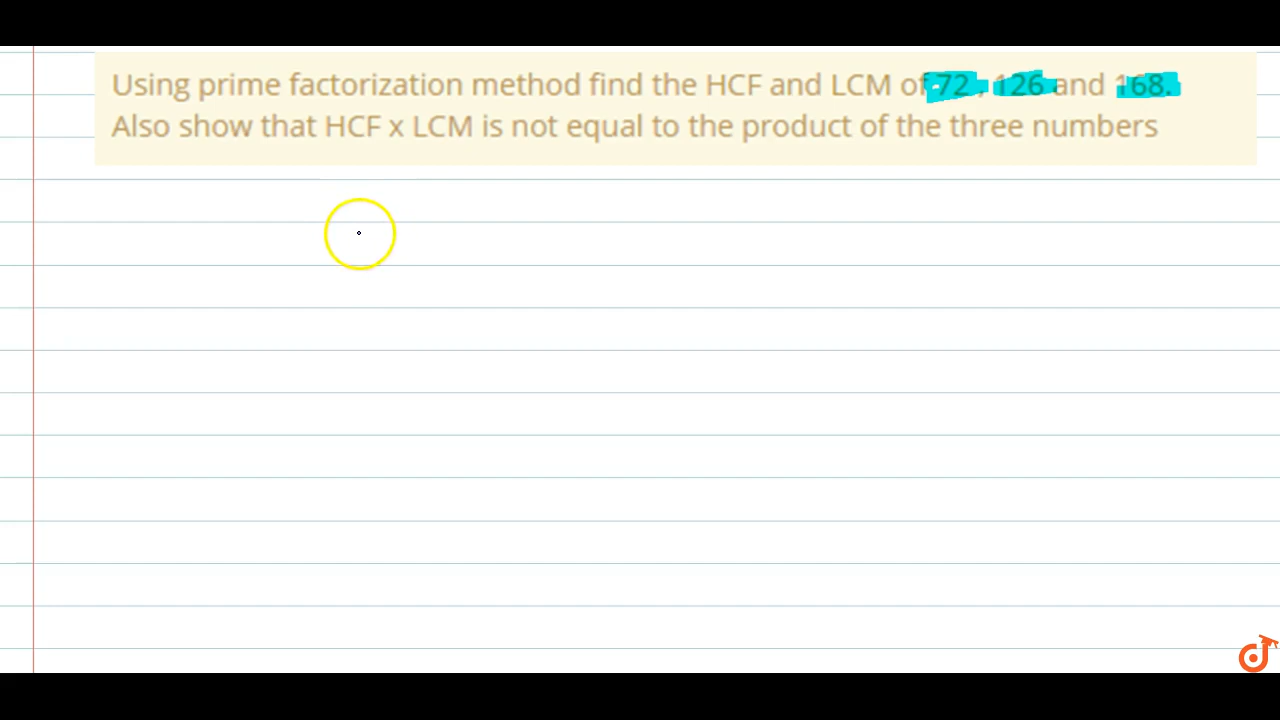 Using prime factorization method find the HCF and LCM of 72 , 126 and 168.
Also show that HCF x LCM is not equal to the product of the three numbers